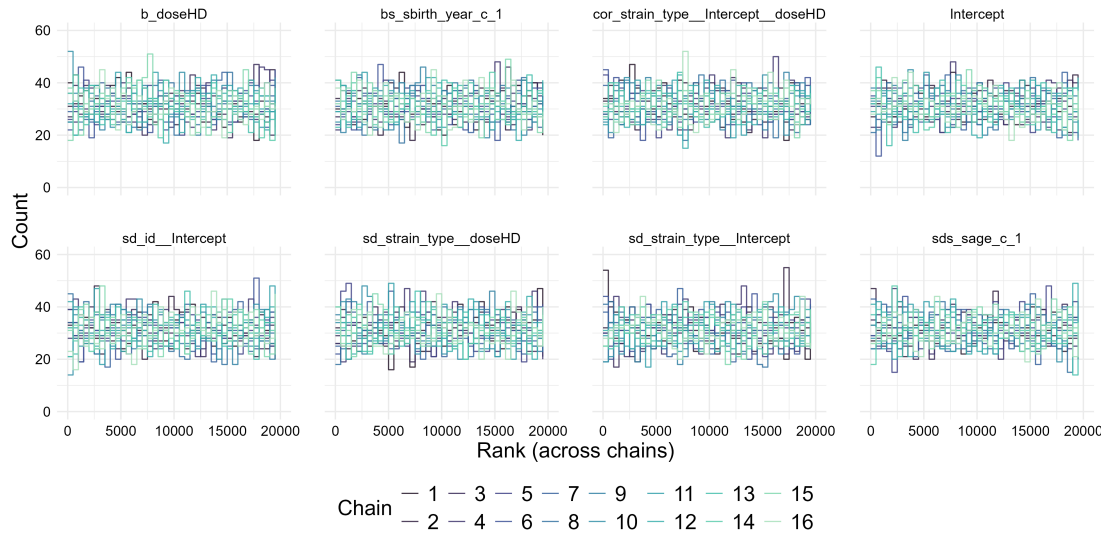 b_doseHD bs_sbirth_year_c_1 cor_strain_type__Intercept__doseHD Intercept
60
40
20
0
sd_id__Intercept sd_strain_type__doseHD sd_strain_type__Intercept sds_sage_c_1
60
40
20
0
Count
0 5000 10000 15000 20000 0 5000 10000 15000 20000 0 5000 10000 15000 20000 0 5000 10000 15000 20000
Rank (across chains)
Chain
1 3 5 7 9 11 13 15
2 4 6 8 10 12 14 16